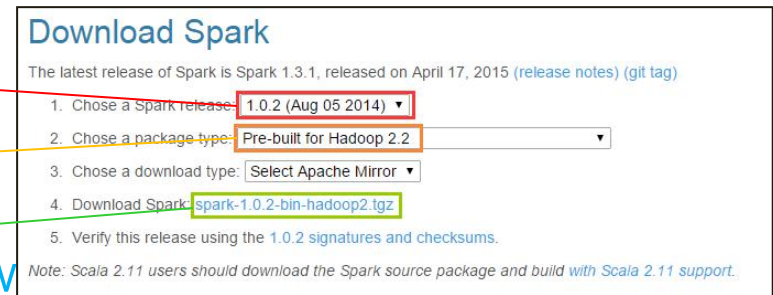 Download Spark
The latest release of Spark is Spark 1.3.1, released on April 17, 2015 (release notes) (git tag)
1. Chose a Spark release: 1.0.2 (Aug 05 2014)
2. Chose a package type: Pre-built for Hadoop 2.2
3. Chose a download type: Select Apache Mirror
4. Download Spark: spark-1.0.2-bin-hadoop2.tgz
5. Verify this release using the 1.0.2 signatures and checksums.
Note: Scala 2.11 users should download the Spark source package and build with Scala 2.11 support.